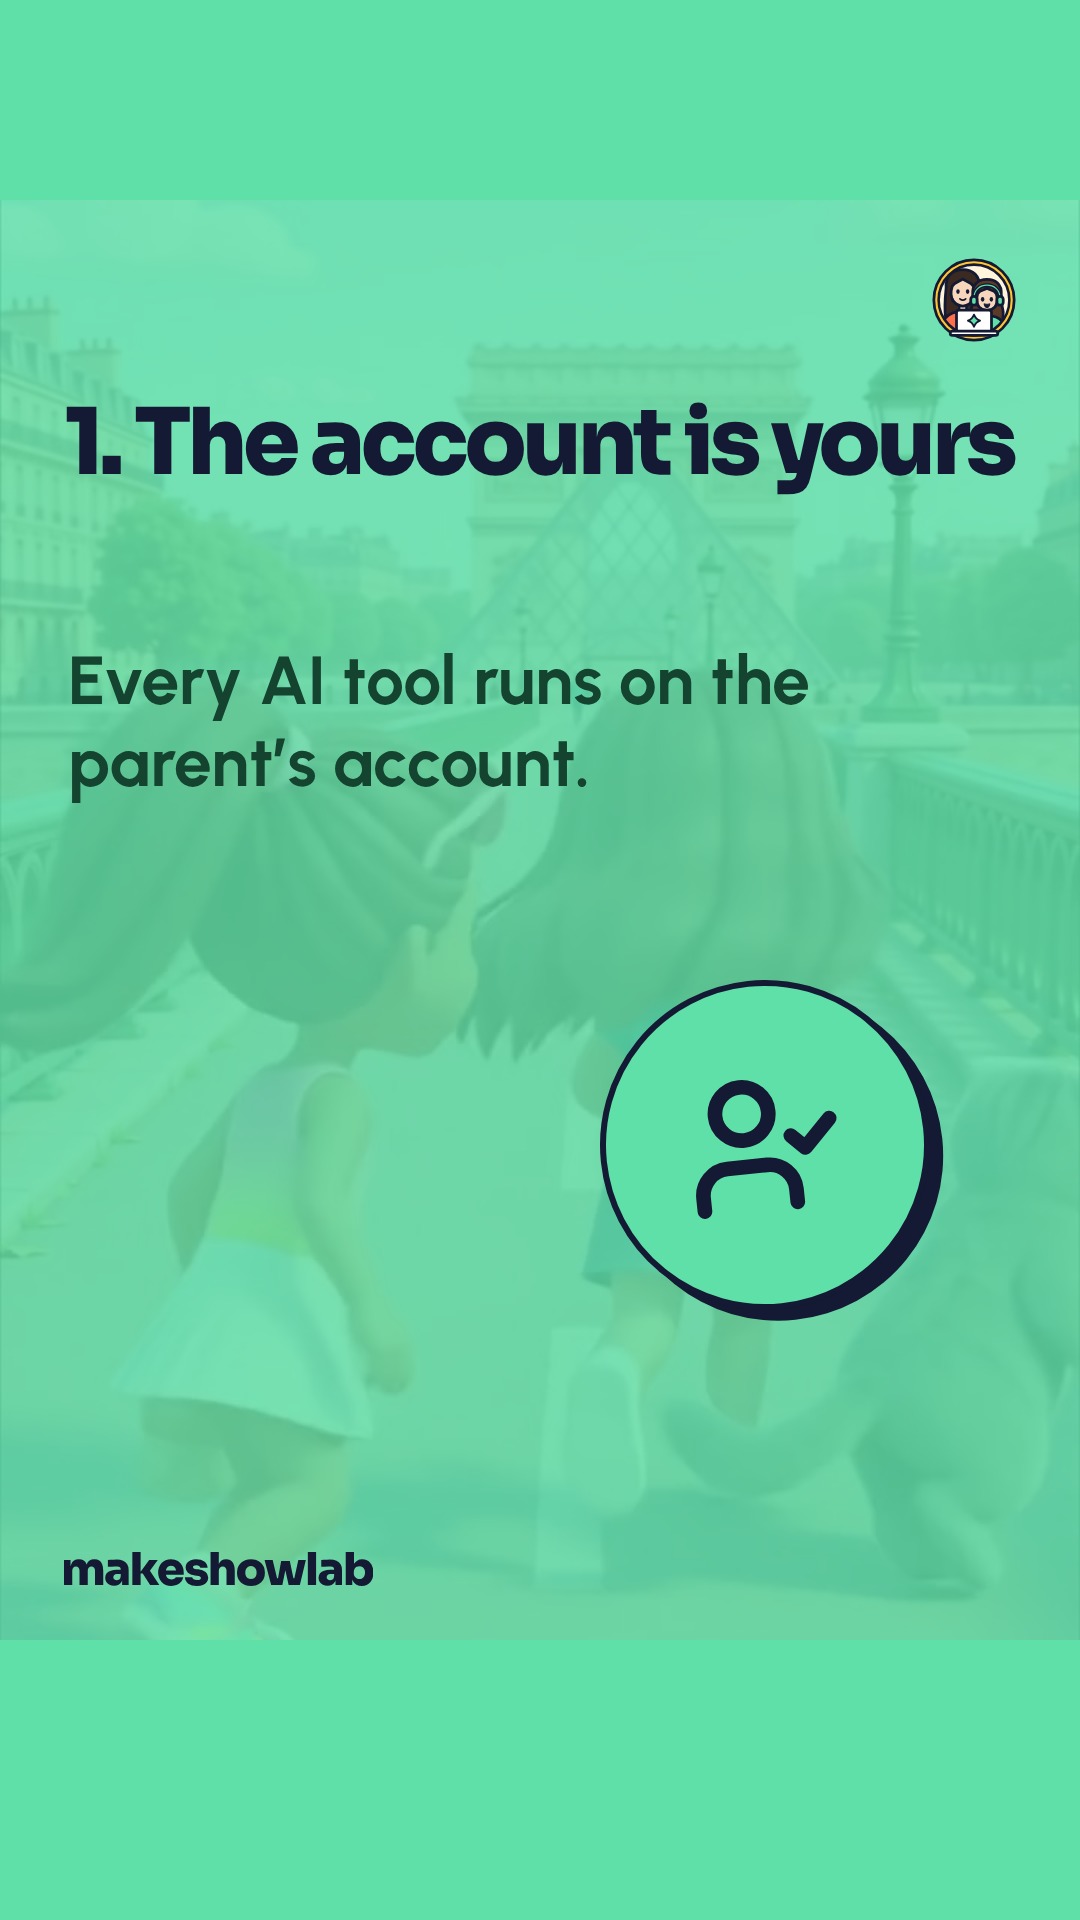 1. The account is yours
Every AI tool runs on the
parent’s account.
makeshowlab